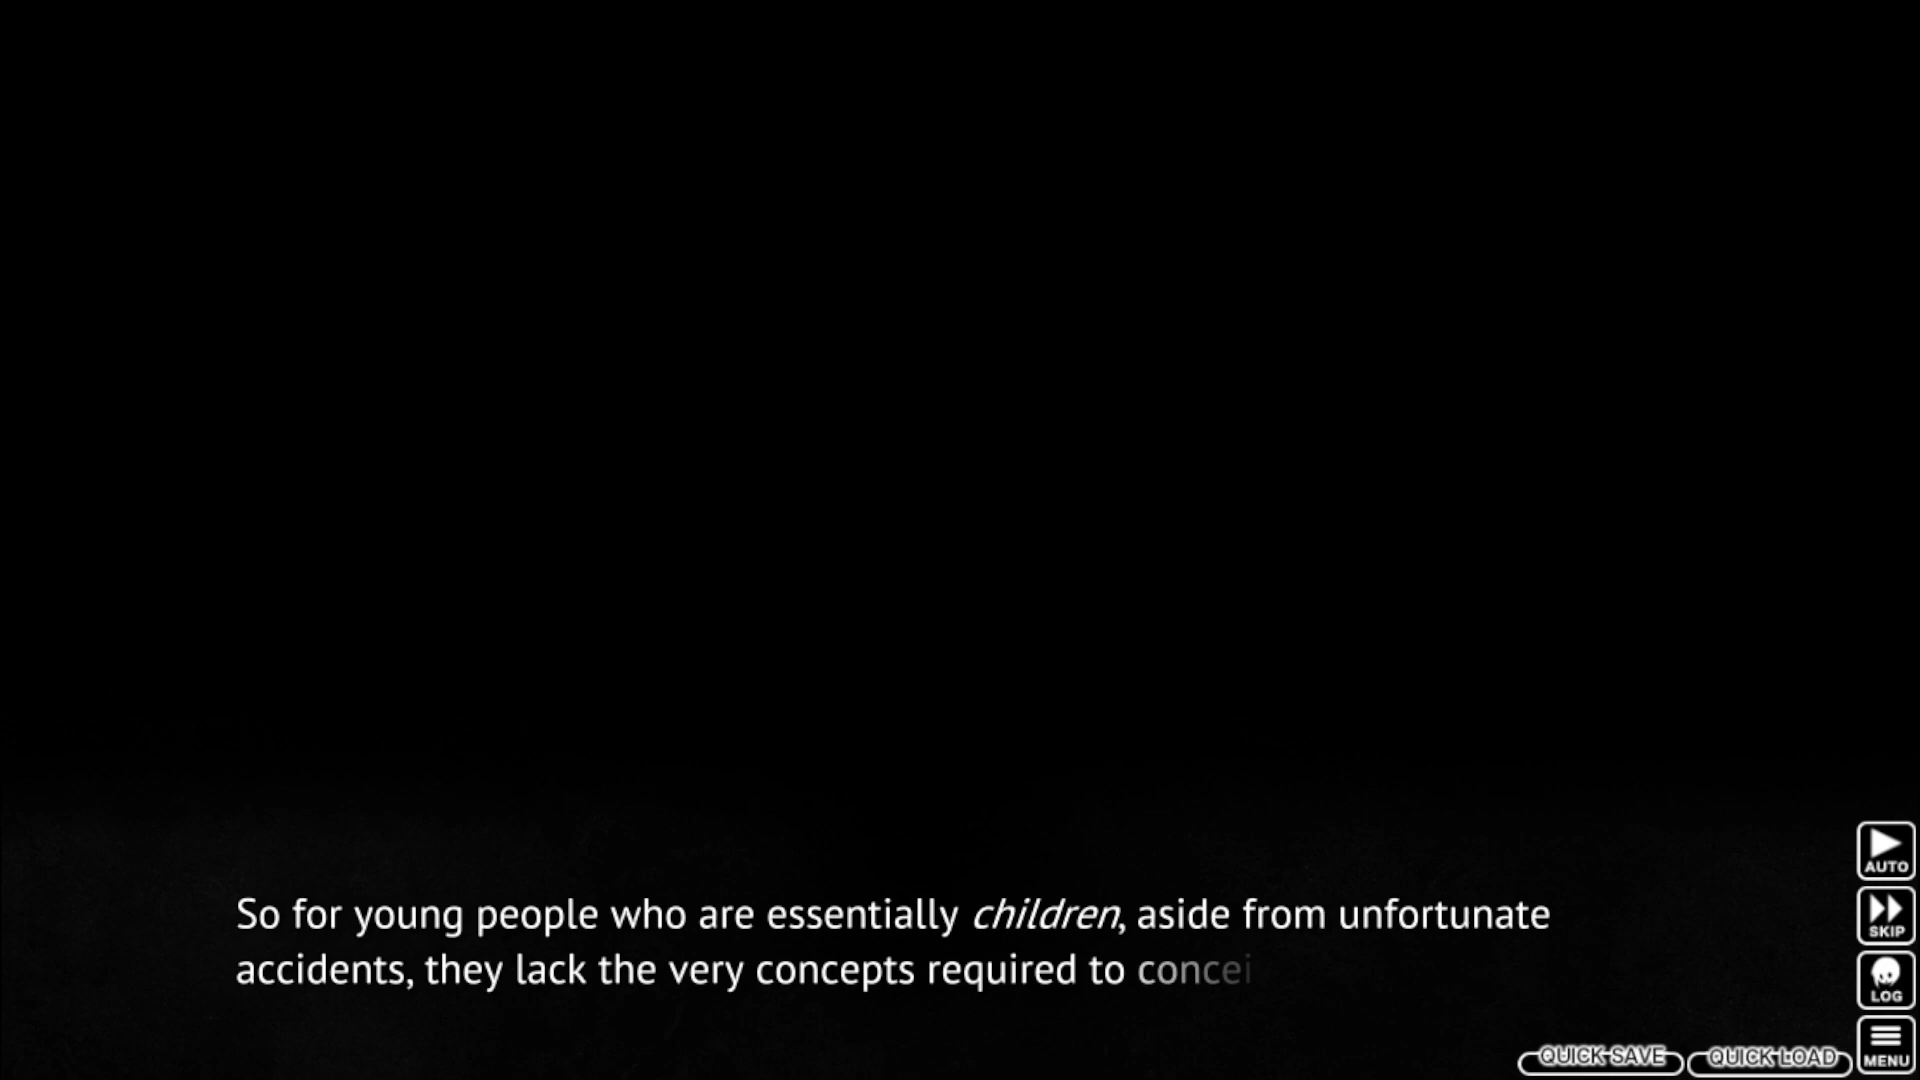 So for young people who are essentially children, aside from unfortunate
accidents, they lack the very concepts required to concei
AUTO
SKIP
LOG
MENU
QUICK SAVE
QUICK LOAD